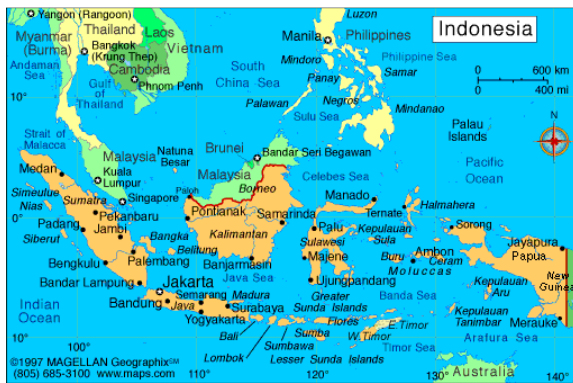 Yangon (Rangoon)
Thailand
Laos
Luzon
Indonesia
Myanmar
(Burma)
Bangkok
(Krung Thep)
Vietnam
Manila
Philippines
Andaman
Sea
Cambodia
Phnom Penh
Gulf
of
Thailand
South
China Sea
Mindoro
Panay
Philippine Sea
Samar
0
600 km
0
400 mi
10°
Palawan
Negros
Sulu Sea
Mindanao
Palau
Islands
Strait of
Malacca
Malaysia
Natuna
Besar
Brunei
Bandar Seri Begawan
Pacific
Ocean
Medan
Kuala
Lumpur
Malaysia
Borneo
Celebes Sea
Simeulue
Nias
Sumatra
Singapore
Paloh
Manado
Halmahera
0°
Pekanbaru
Pontianak
Samarinda
Ternate
Sorong
Padang
Jambi
Kalimantan
Palu
Kepulauan
Sula
Jayapura
Siberut
Bangka
Belitung
Sulawesi
Buru
Ambon
Ceram
Papua
Bengkulu
Palembang
Banjarmasin
Majene
Moluccas
New
Guinea
Bandar Lampung
Jakarta
Java Sea
Ujungpandang
Kepulauan
Aru
Bandung
Semarang
Madura
Greater
Sunda Islands
Banda Sea
Indian
Ocean
Java
Surabaya
Flores
Kepulauan
Tanimbar
Merauke
Yogyakarta
Bali
Sumba
E. Timor
W. Timor
Arafura Sea
10°
Lombok
Sumbawa
Lesser Sunda Islands
Timor Sea
©1997 MAGELLAN Geographix℠
(805) 685-3100 www.maps.com
100°
110°
120°
130°
Australia
140°